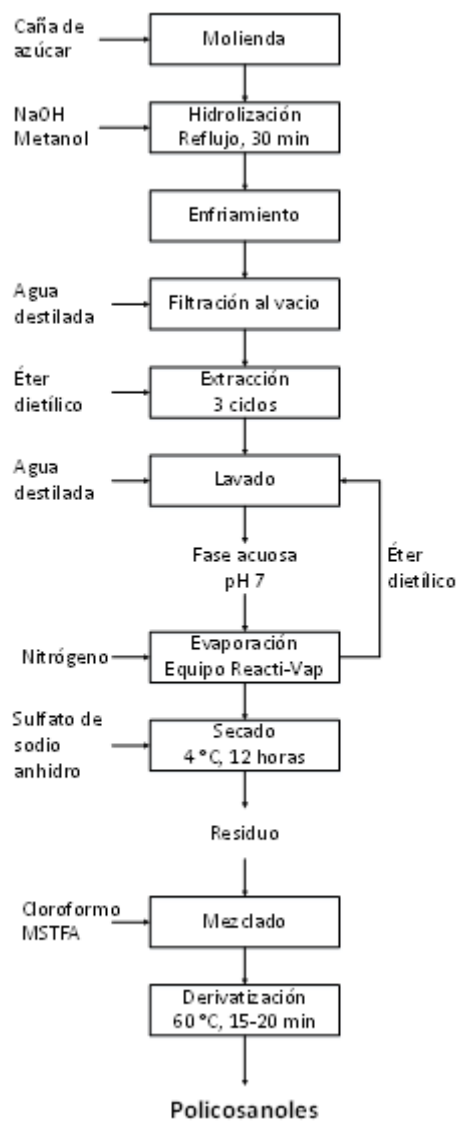 Caña de
azúcar
Molienda
NaOH
Metanol
Hidrolización
Reflujo, 30 min
Enfriamiento
Agua
destilada
Filtración al vacio
Éter
dietílico
Extracción
3 ciclos
Agua
destilada
Lavado
Fase acuosa
pH 7
Éter
dietílico
Nitrógeno
Evaporación
Equipo Reacti-Vap
Sulfato de
sodio
anhidro
Secado
4 °C, 12 horas
Residuo
Cloroformo
MSTFA
Mezclado
Derivatización
60 °C, 15-20 min
Policosanoles